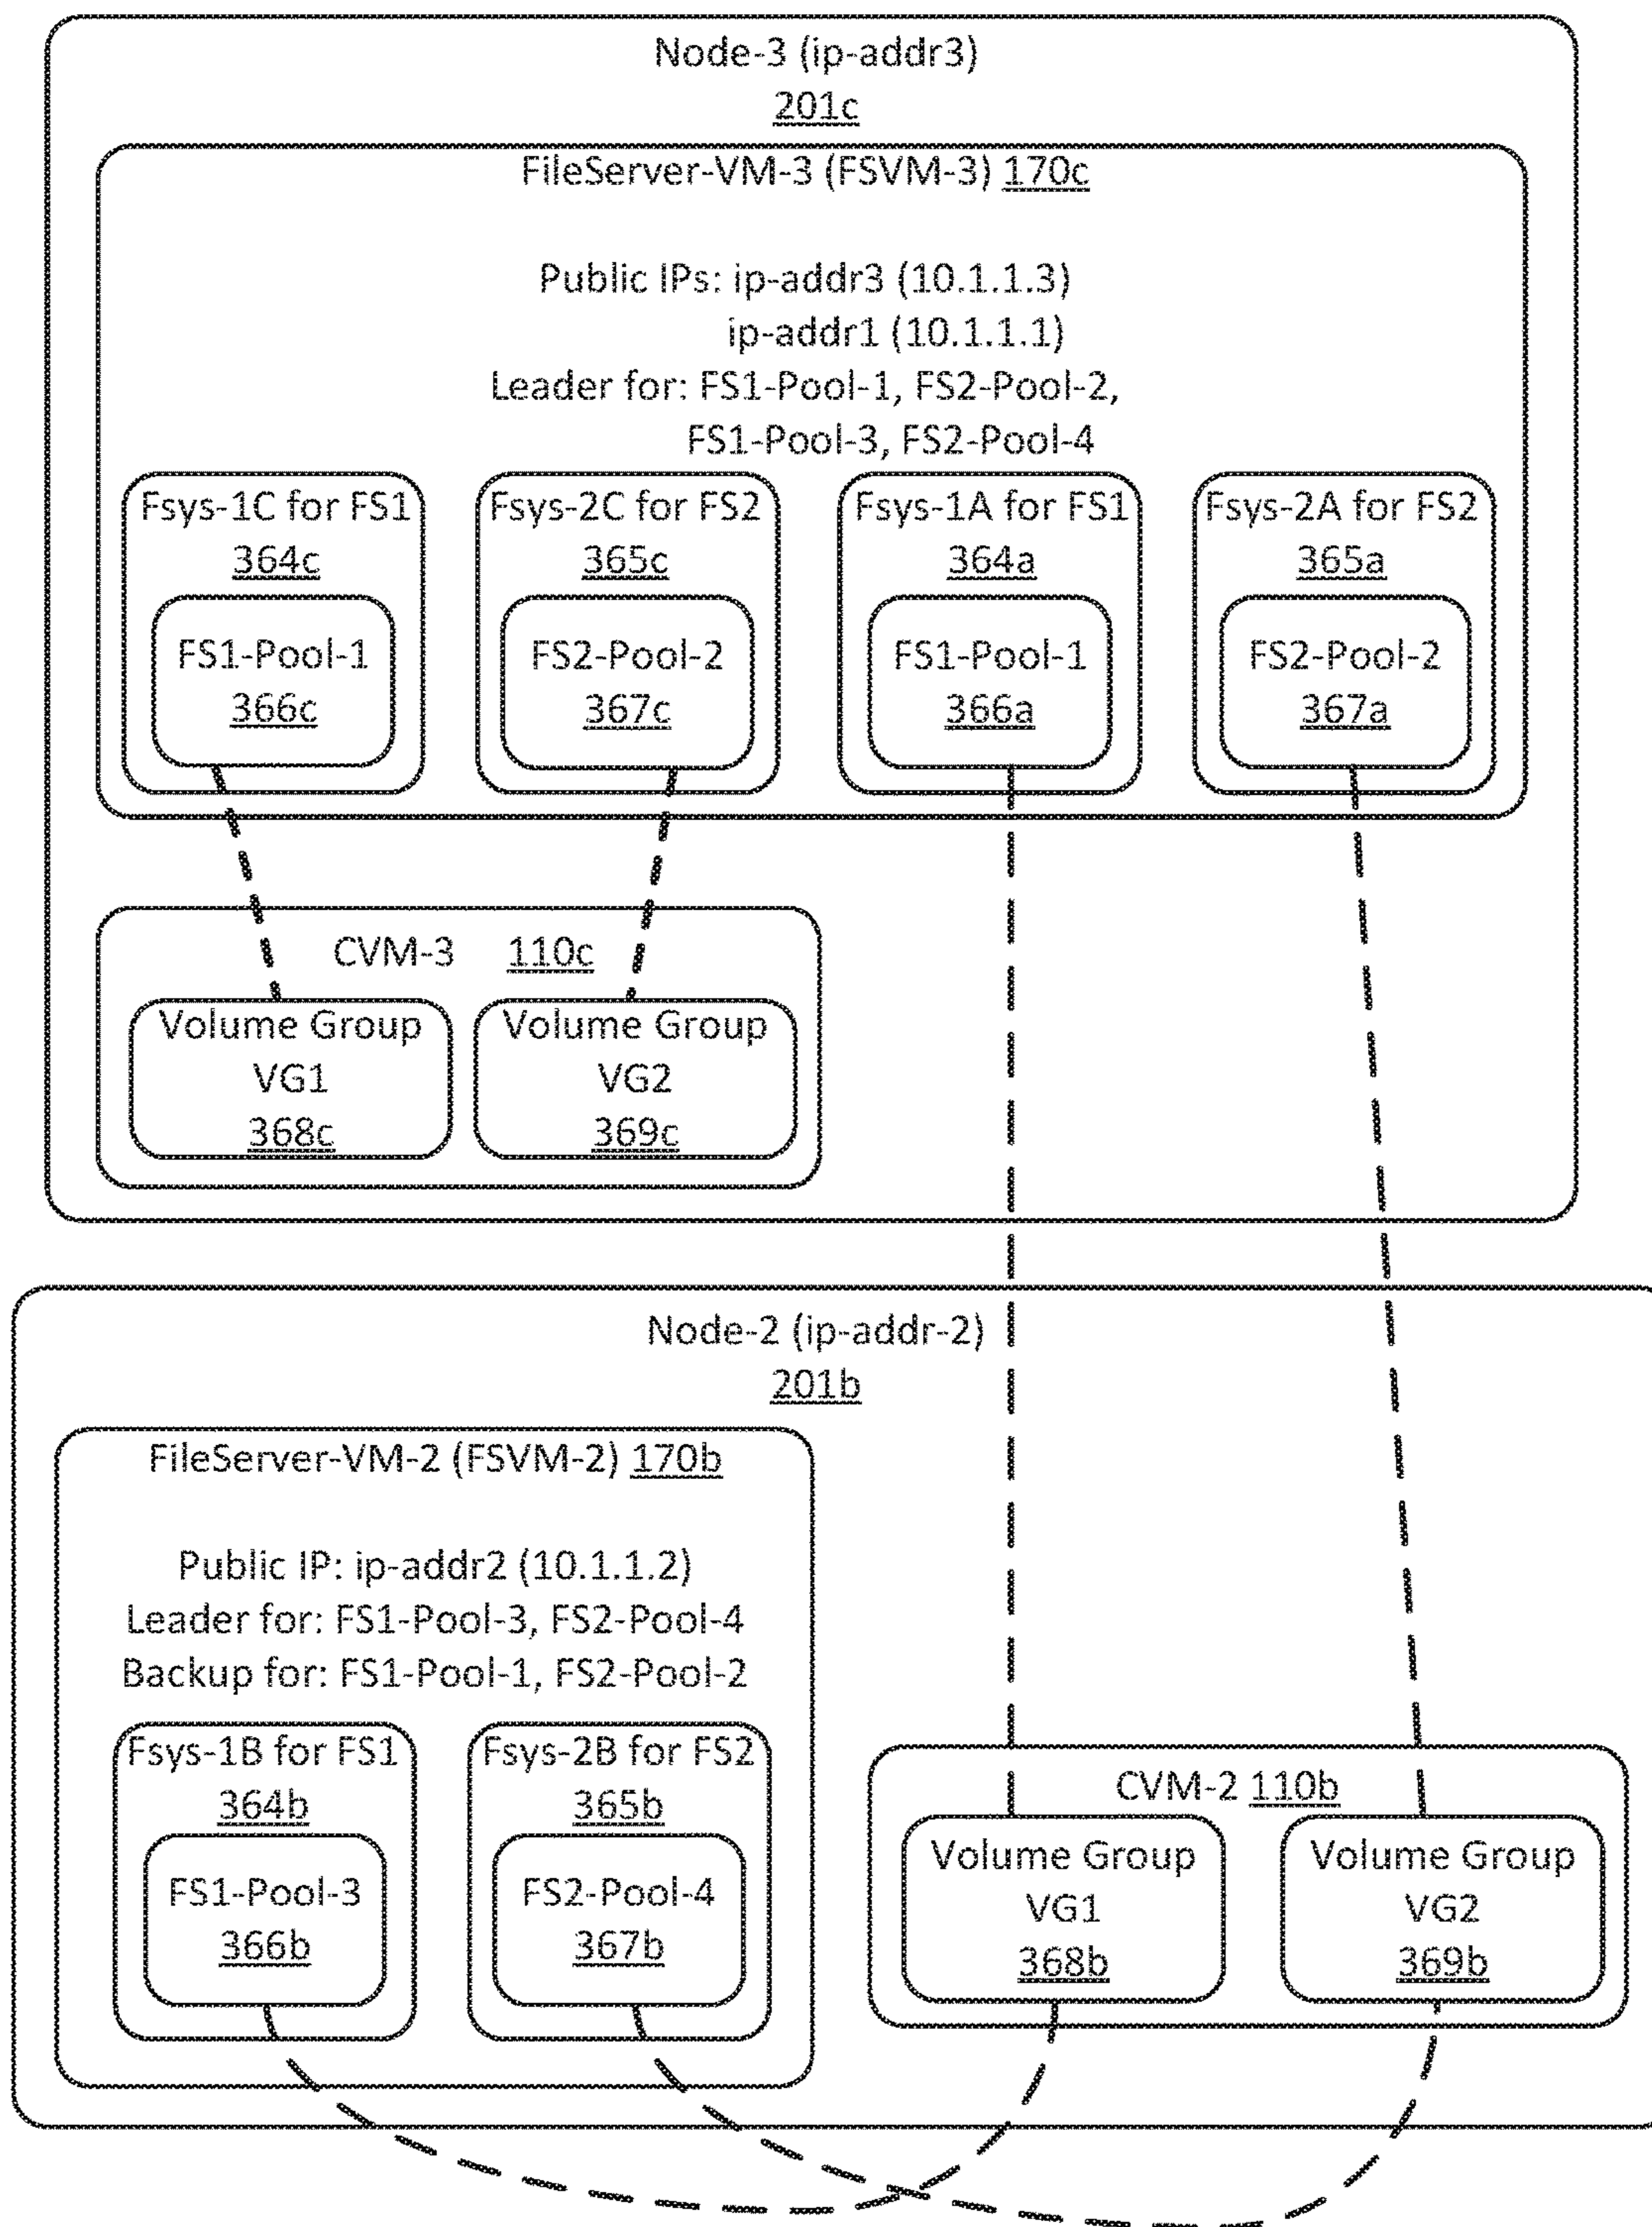 Node-3 (ip-addr3)
201c
FileServer-VM-3 (FSVM-3) 170c
Public IPs: ip-addr3 (10.1.1.3)
ip-addr1 (10.1.1.1)
Leader for: FS1-Pool-1, FS2-Pool-2,
FS1-Pool-3, FS2-Pool-4
Fsys-1C for FS1
364c
FS1-Pool-1
366c
Fsys-2C for FS2
365c
FS2-Pool-2
367c
Fsys-1A for FS1
364a
FS1-Pool-1
366a
Fsys-2A for FS2
365a
FS2-Pool-2
367a
CVM-3 110c
Volume Group
VG1
368c
Volume Group
VG2
369c
Node-2 (ip-addr-2)
201b
FileServer-VM-2 (FSVM-2) 170b
Public IP: ip-addr2 (10.1.1.2)
Leader for: FS1-Pool-3, FS2-Pool-4
Backup for: FS1-Pool-1, FS2-Pool-2
Fsys-1B for FS1
364b
FS1-Pool-3
366b
Fsys-2B for FS2
365b
FS2-Pool-4
367b
CVM-2 110b
Volume Group
VG1
368b
Volume Group
VG2
369b